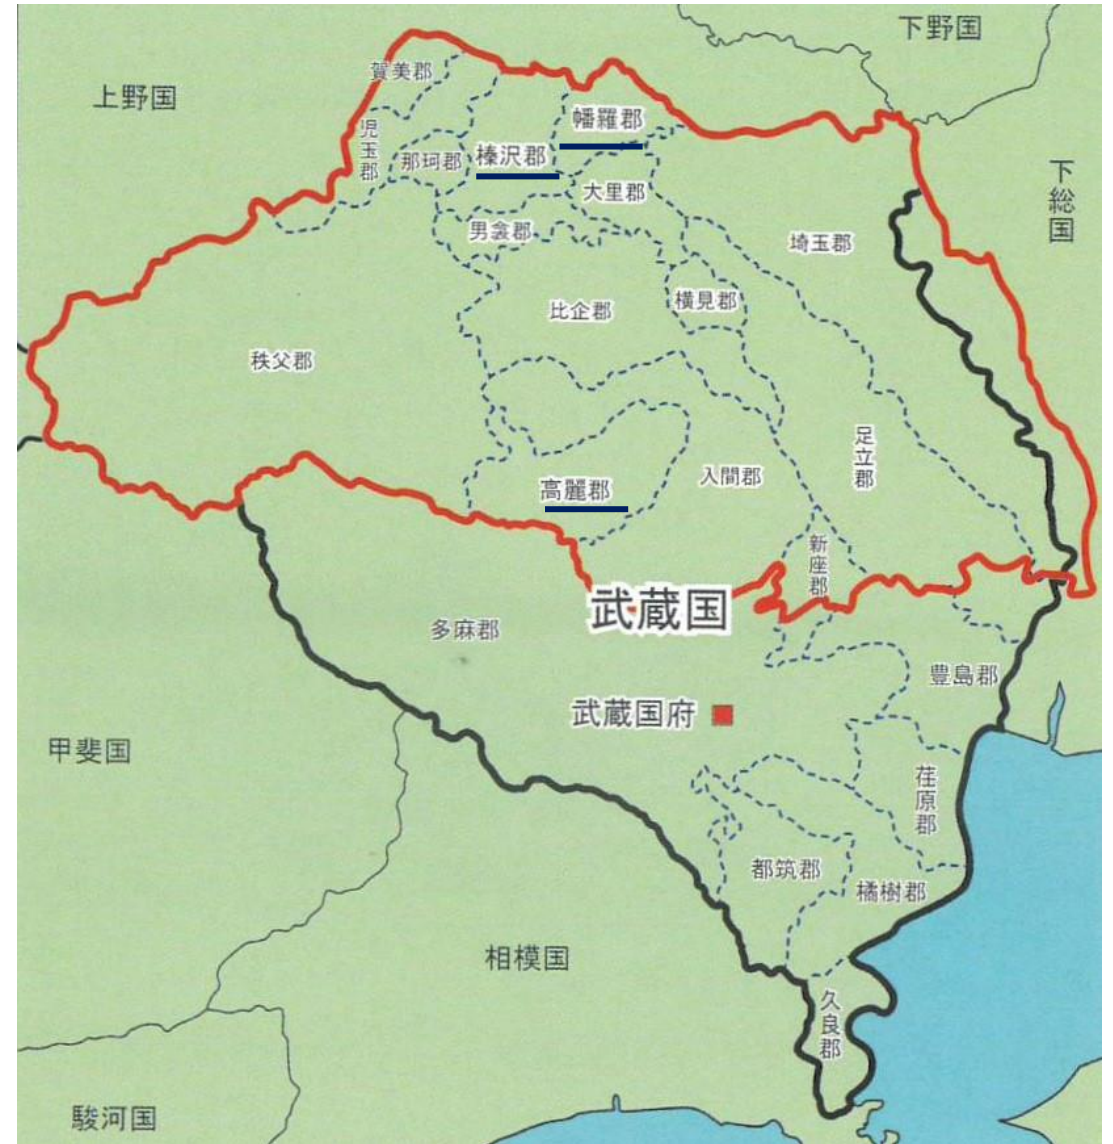 下野国
上野国
賀美郡
幡羅郡
児玉郡
那珂郡
榛沢郡
大里郡
下総国
男衾郡
埼玉郡
横見郡
比企郡
秩父郡
足立郡
入間郡
高麗郡
新座郡
武蔵国
多麻郡
豊島郡
武蔵国府
甲斐国
荏原郡
都筑郡
橘樹郡
相模国
久良郡
駿河国